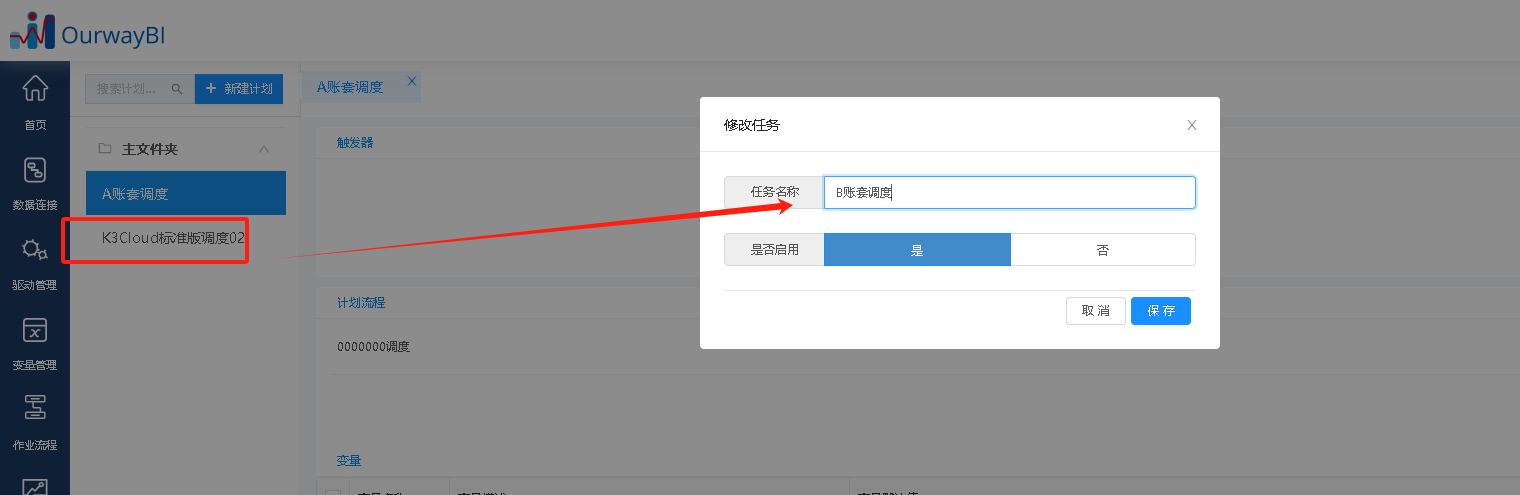 OurwayBI
首页
数据连接
驱动管理
变量管理
作业流程
搜索计划...
+ 新建计划
主文件夹
A账套调度
K3Cloud标准版调度02
A账套调度
触发器
计划流程
0000000调度
变量
修改任务
任务名称 B账套调度
是否启用 是 否
取 消 保 存